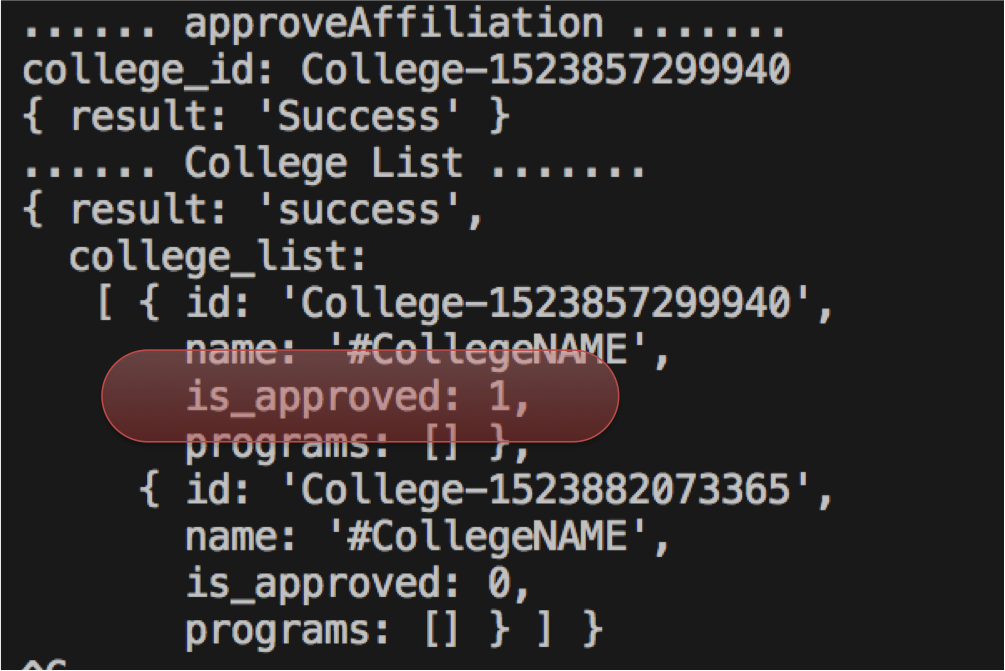 ...... approveAffiliation .......
college_id: College-1523857299940
{ result: 'Success' }
...... College List .......
{ result: 'success',
college_list:
[ { id: 'College-1523857299940',
name: '#CollegeNAME',
is_approved: 1,
programs: [] },
{ id: 'College-1523882073365',
name: '#CollegeNAME',
is_approved: 0,
programs: [] } ] }
^C